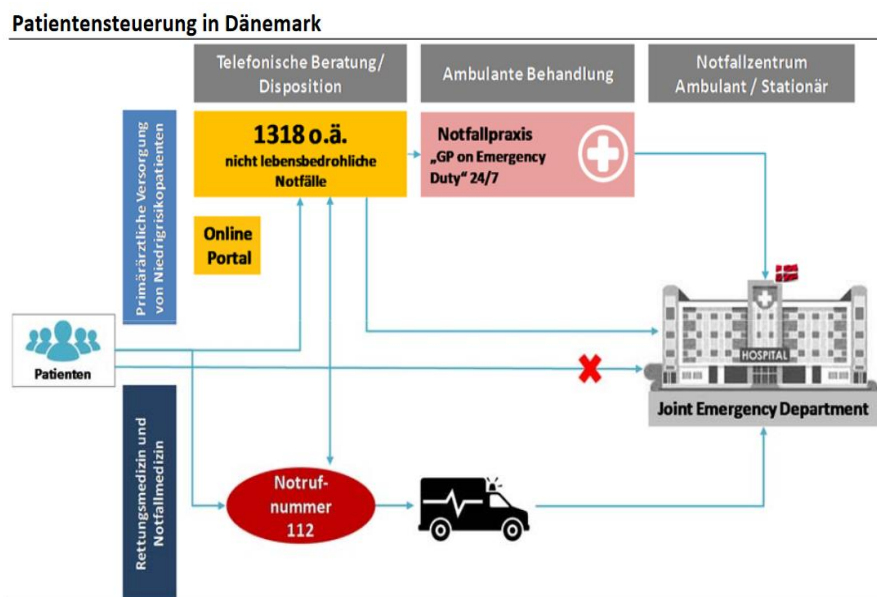 Patientensteuerung in Dänemark
Telefonische Beratung/
Disposition
Ambulante Behandlung
Notfallzentrum
Ambulant / Stationär
Primärärztliche Versorgung
von Niedrigrisikopatienten
1318 o.ä.
nicht lebensbedrohliche
Notfälle
Notfallpraxis
„GP on Emergency
Duty“ 24/7
Online
Portal
Patienten
HOSPITAL
Joint Emergency Department
Rettungsmedizin und
Notfallmedizin
Notruf-
nummer
112